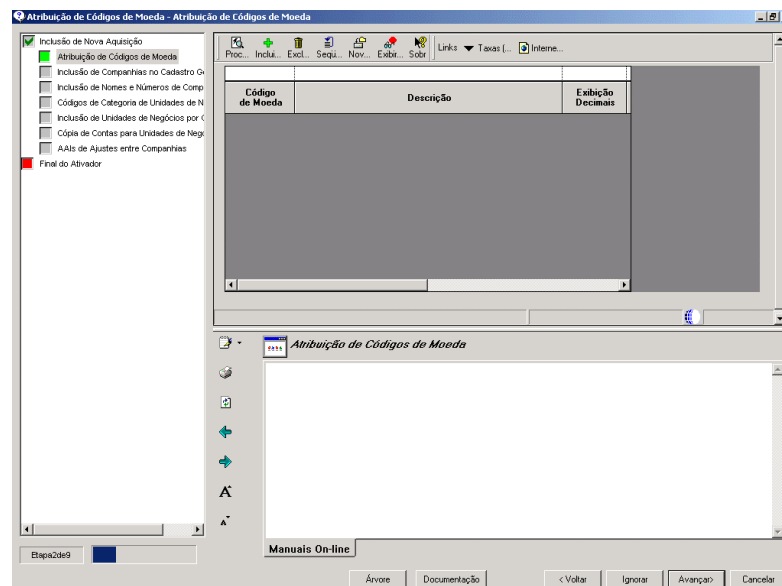 Atribuição de Códigos de Moeda - Atribuição de Códigos de Moeda
Inclusão de Nova Aquisição
Atribuição de Códigos de Moeda
Inclusão de Companhias no Cadastro G
Inclusão de Nomes e Números de Comp
Códigos de Categoria de Unidades de N
Inclusão de Unidades de Negócios por C
Cópia de Contas para Unidades de Negó
AAIs de Ajustes entre Companhias
Final do Ativador
Proc... Inclui... Excl... Seqü... Nov... Exibir... Sobr Links Taxas (... Interne...
Código de Moeda
Descrição
Exibição Decimais
Atribuição de Códigos de Moeda
A
A
Manuais On-line
Etapa2de9
Árvore Documentação < Voltar Ignorar Avançar> Cancelar